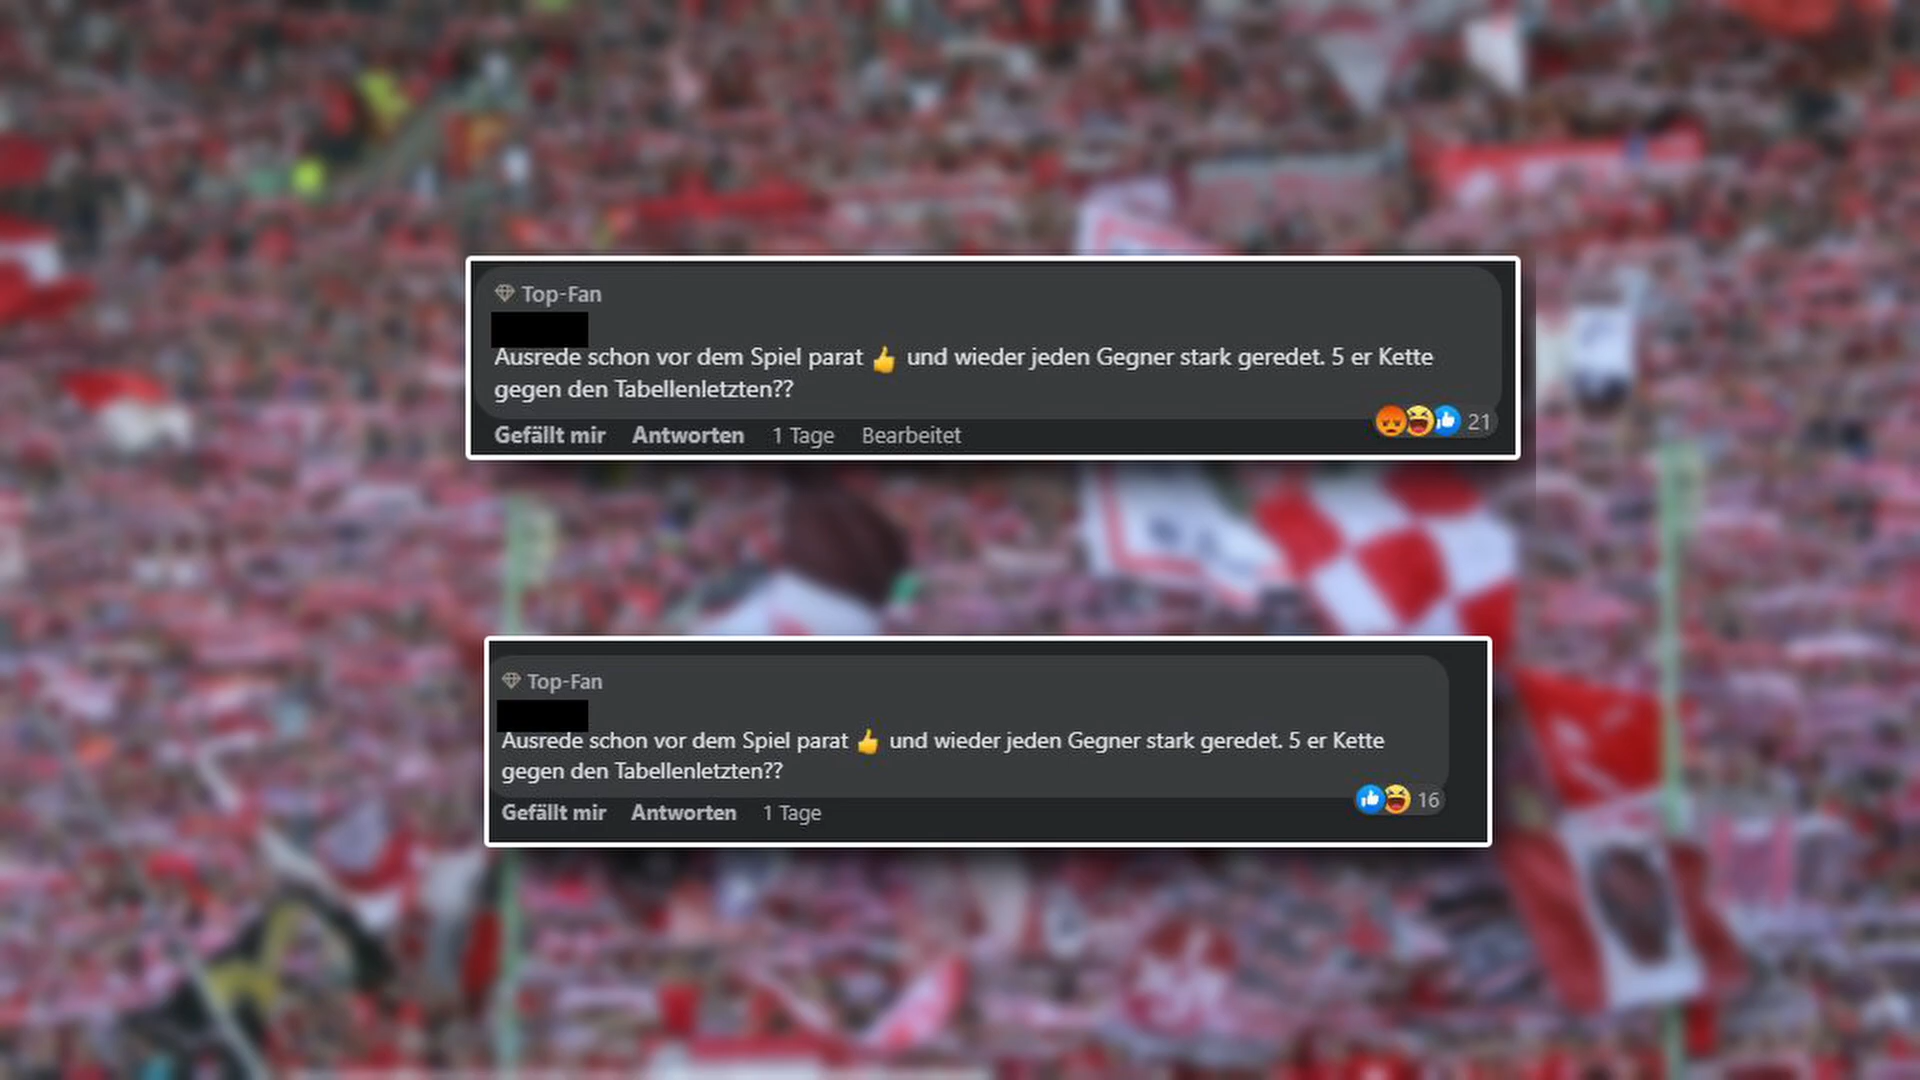 Top-Fan
Ausrede schon vor dem Spiel parat 👍 und wieder jeden Gegner stark geredet. 5 er Kette
gegen den Tabellenletzten??
Gefällt mir Antworten 1 Tage Bearbeitet 21
Top-Fan
Ausrede schon vor dem Spiel parat 👍 und wieder jeden Gegner stark geredet. 5 er Kette
gegen den Tabellenletzten??
Gefällt mir Antworten 1 Tage 16